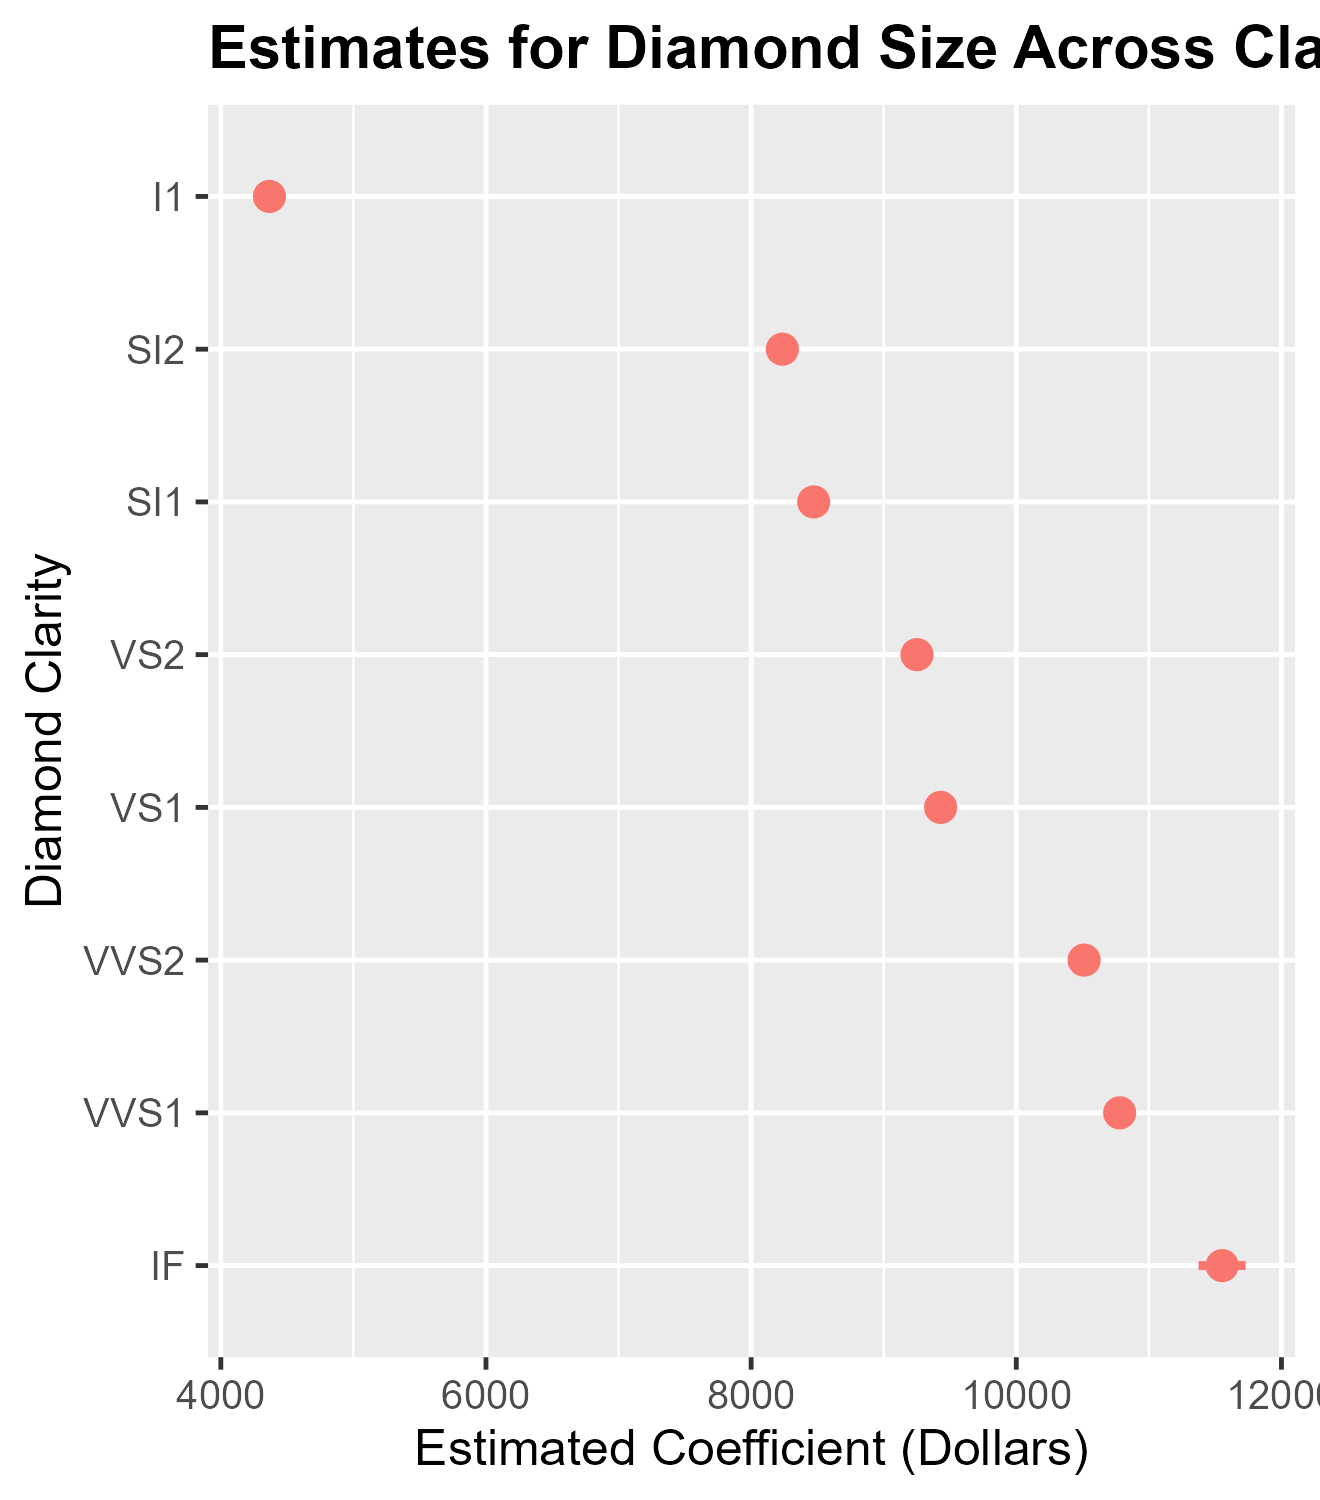 Estimates for Diamond Size Across Cla
I1
SI2
SI1
VS2
VS1
VVS2
VVS1
IF
Diamond Clarity
4000 6000 8000 10000 12000
Estimated Coefficient (Dollars)